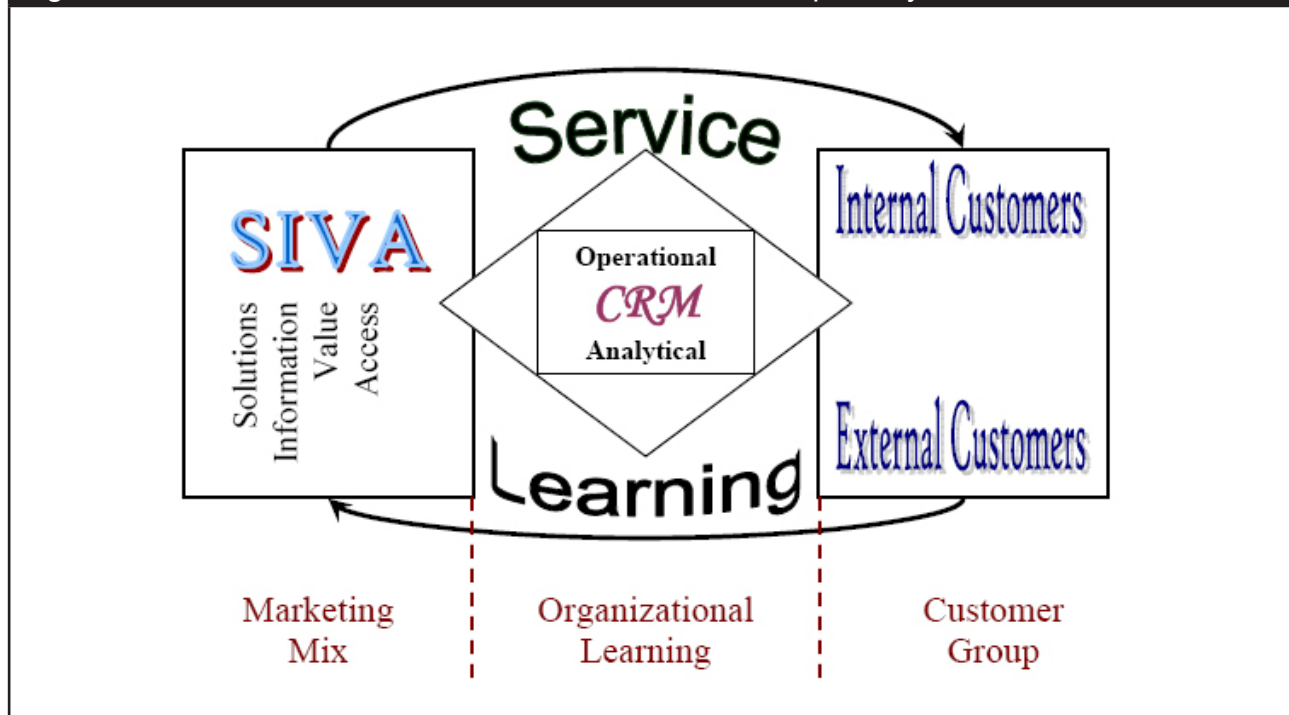 Service
SIVA
Solutions
Information
Value
Access
Operational
CRM
Analytical
Internal Customers
External Customers
Learning
Marketing
Mix
Organizational
Learning
Customer
Group